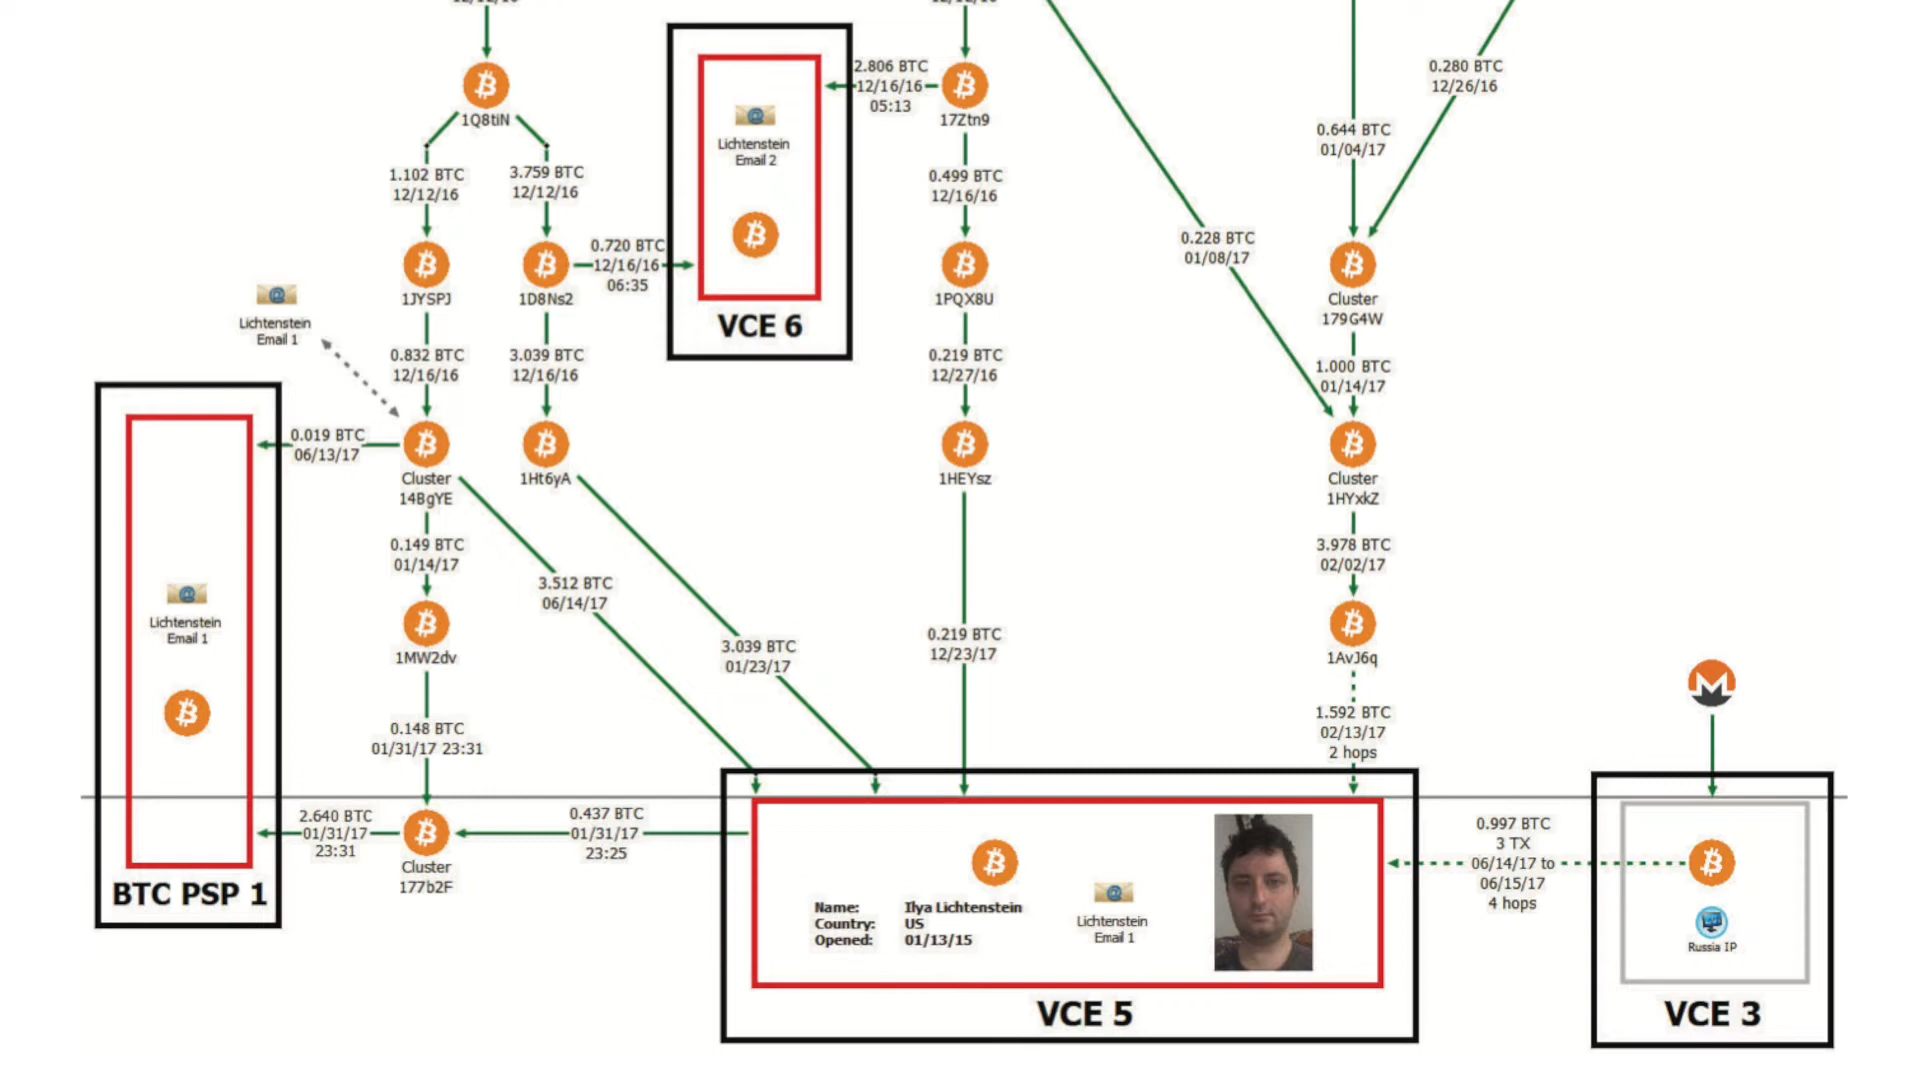 1Q8tiN
1.102 BTC
12/12/16
3.759 BTC
12/12/16
1JYSPJ
1D8Ns2
0.720 BTC
12/16/16
06:35
Lichtenstein
Email 2
VCE 6
2.806 BTC
12/16/16
05:13
17Ztn9
0.499 BTC
12/16/16
1PQX8U
0.219 BTC
12/27/16
1HEYsz
0.219 BTC
12/23/17
0.228 BTC
01/08/17
0.644 BTC
01/04/17
0.280 BTC
12/26/16
Cluster
179G4W
1.000 BTC
01/14/17
Cluster
1HYxkZ
3.978 BTC
02/02/17
1AvJ6q
1.592 BTC
02/13/17
2 hops
Lichtenstein
Email 1
0.832 BTC
12/16/16
3.039 BTC
12/16/16
0.019 BTC
06/13/17
Cluster
14BgYE
1Ht6yA
0.149 BTC
01/14/17
3.512 BTC
06/14/17
3.039 BTC
01/23/17
1MW2dv
0.148 BTC
01/31/17 23:31
Lichtenstein
Email 1
BTC PSP 1
2.640 BTC
01/31/17
23:31
Cluster
177b2F
0.437 BTC
01/31/17
23:25
Name: Ilya Lichtenstein
Country: US
Opened: 01/13/15
Lichtenstein
Email 1
VCE 5
0.997 BTC
3 TX
06/14/17 to
06/15/17
4 hops
Russia IP
VCE 3